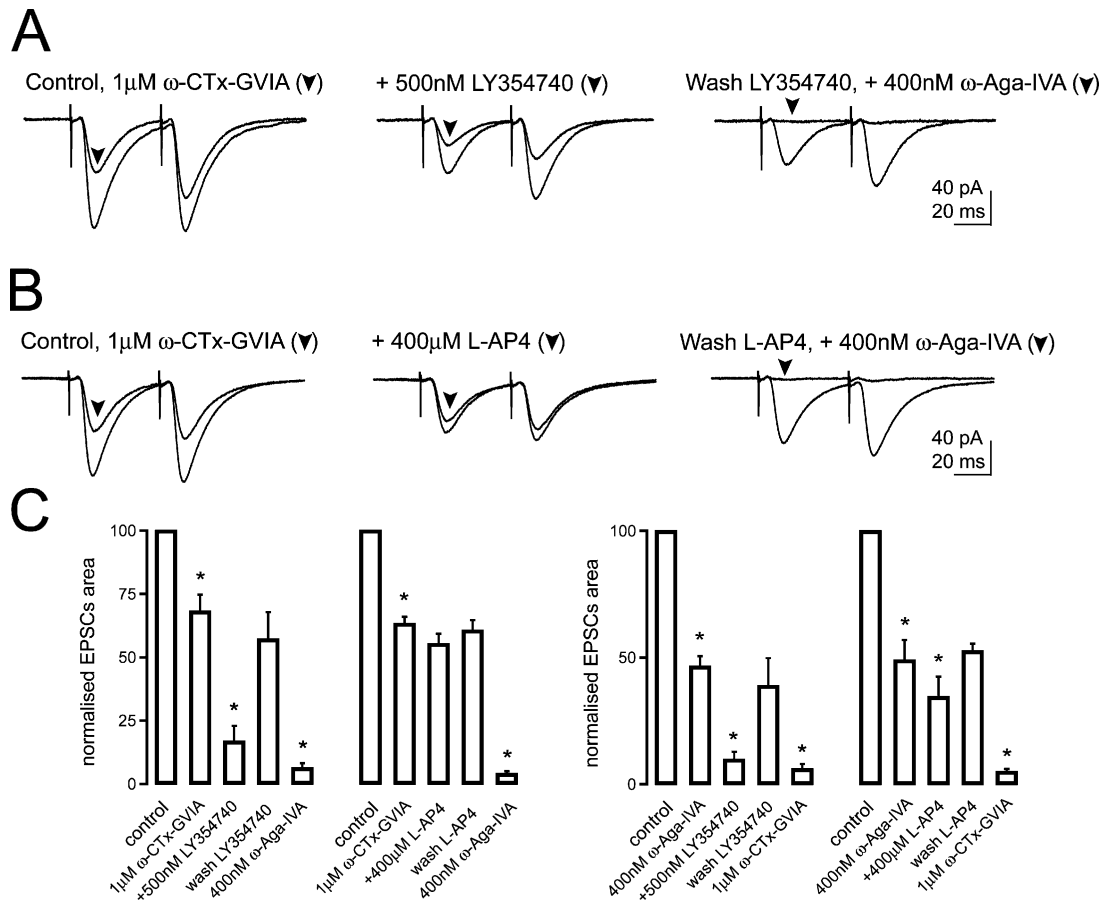 A
Control, 1μM ω-CTx-GVIA (▼)
+ 500nM LY354740 (▼)
Wash LY354740, + 400nM ω-Aga-IVA (▼)
40 pA
20 ms
B
Control, 1μM ω-CTx-GVIA (▼)
+ 400μM L-AP4 (▼)
Wash L-AP4, + 400nM ω-Aga-IVA (▼)
40 pA
20 ms
C
normalised EPSCs area
100
75
50
25
0
*
*
*
control
1μM ω-CTx-GVIA
+500nM LY354740
wash LY354740
400nM ω-Aga-IVA
*
*
control
1μM ω-CTx-GVIA
+400μM L-AP4
wash L-AP4
400nM ω-Aga-IVA
normalised EPSCs area
100
50
0
*
*
*
control
400nM ω-Aga-IVA
+500nM LY354740
wash LY354740
1μM ω-CTx-GVIA
*
*
*
control
400nM ω-Aga-IVA
+400μM L-AP4
wash L-AP4
1μM ω-CTx-GVIA